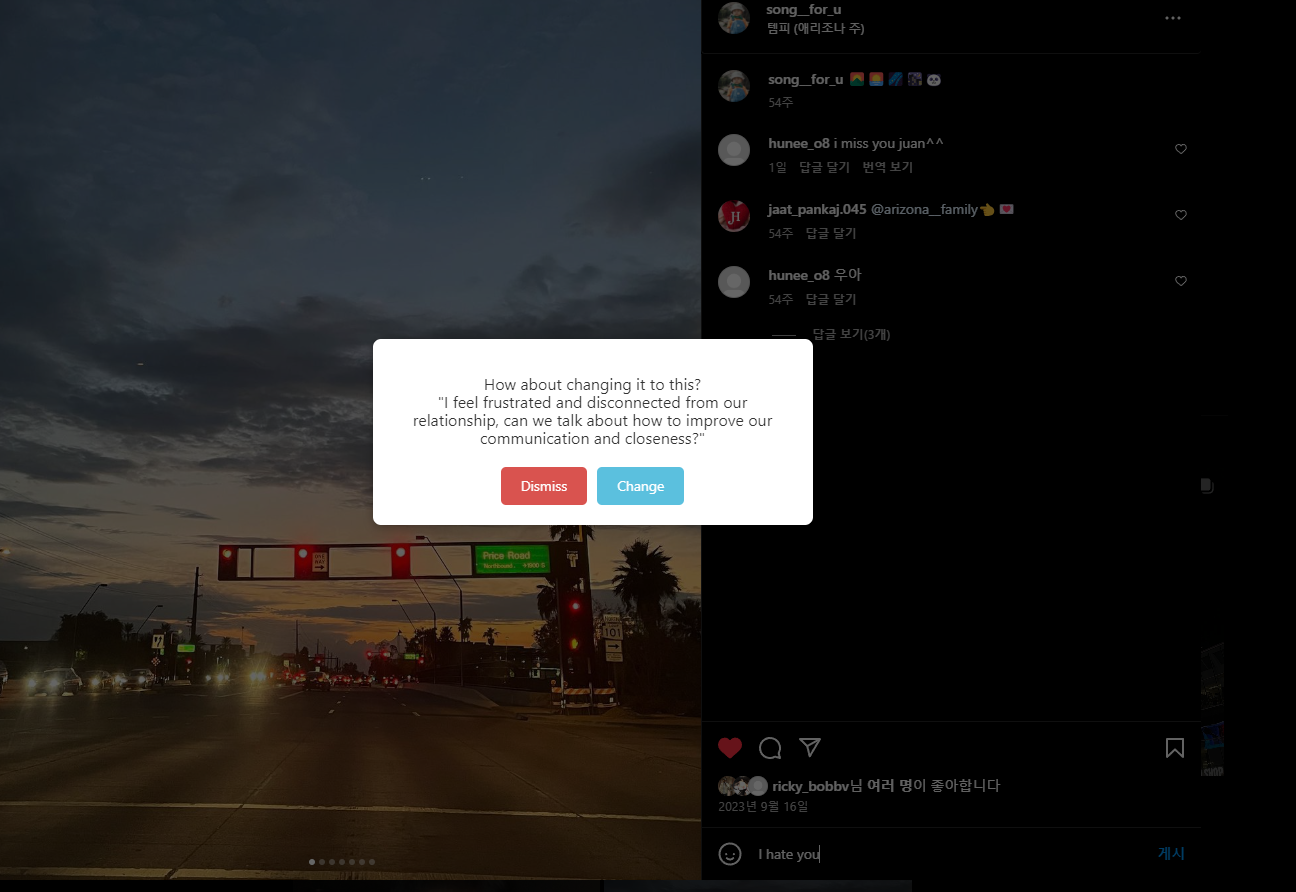 song__for_u
템피 (애리조나 주)
song__for_u
54주
hunee_o8 i miss you juan^^
1일 답글 달기 번역 보기
jaat_pankaj.045 @arizona__family👈💌
54주 답글 달기
hunee_o8 우아
54주 답글 달기
답글 보기(3개)
How about changing it to this?
"I feel frustrated and disconnected from our
relationship, can we talk about how to improve our
communication and closeness?"
Dismiss
Change
Price Road
101
ricky_bobbv님 여러 명이 좋아합니다
2023년 9월 16일
I hate you
게시